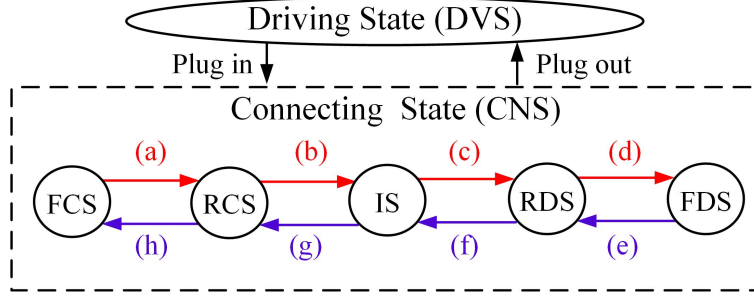 Driving State (DVS)
Plug in
Plug out
Connecting State (CNS)
(a)
(b)
(c)
(d)
FCS
RCS
IS
RDS
FDS
(h)
(g)
(f)
(e)